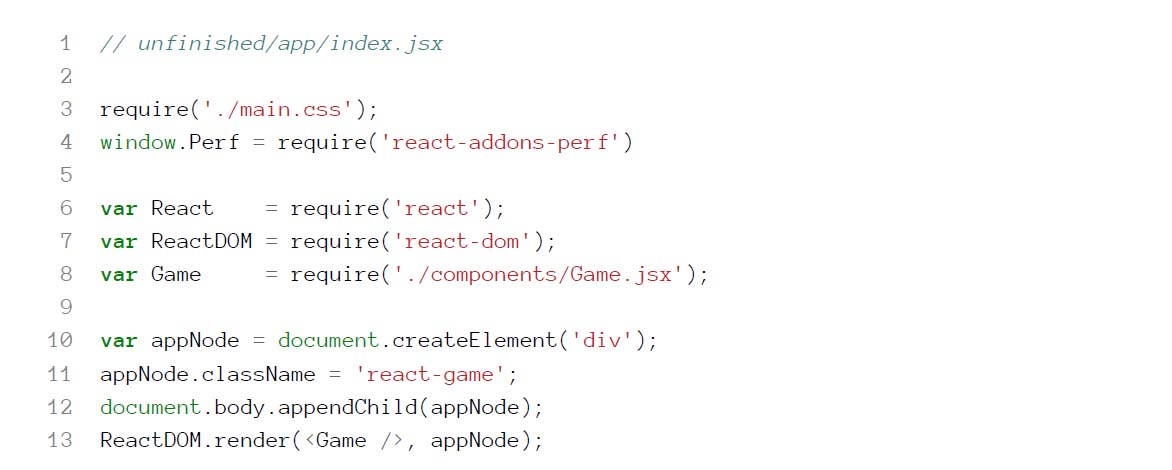 1 // unfinished/app/index.jsx
2
3 require('./main.css');
4 window.Perf = require('react-addons-perf')
5
6 var React    = require('react');
7 var ReactDOM = require('react-dom');
8 var Game     = require('./components/Game.jsx');
9
10 var appNode = document.createElement('div');
11 appNode.className = 'react-game';
12 document.body.appendChild(appNode);
13 ReactDOM.render(<Game />, appNode);